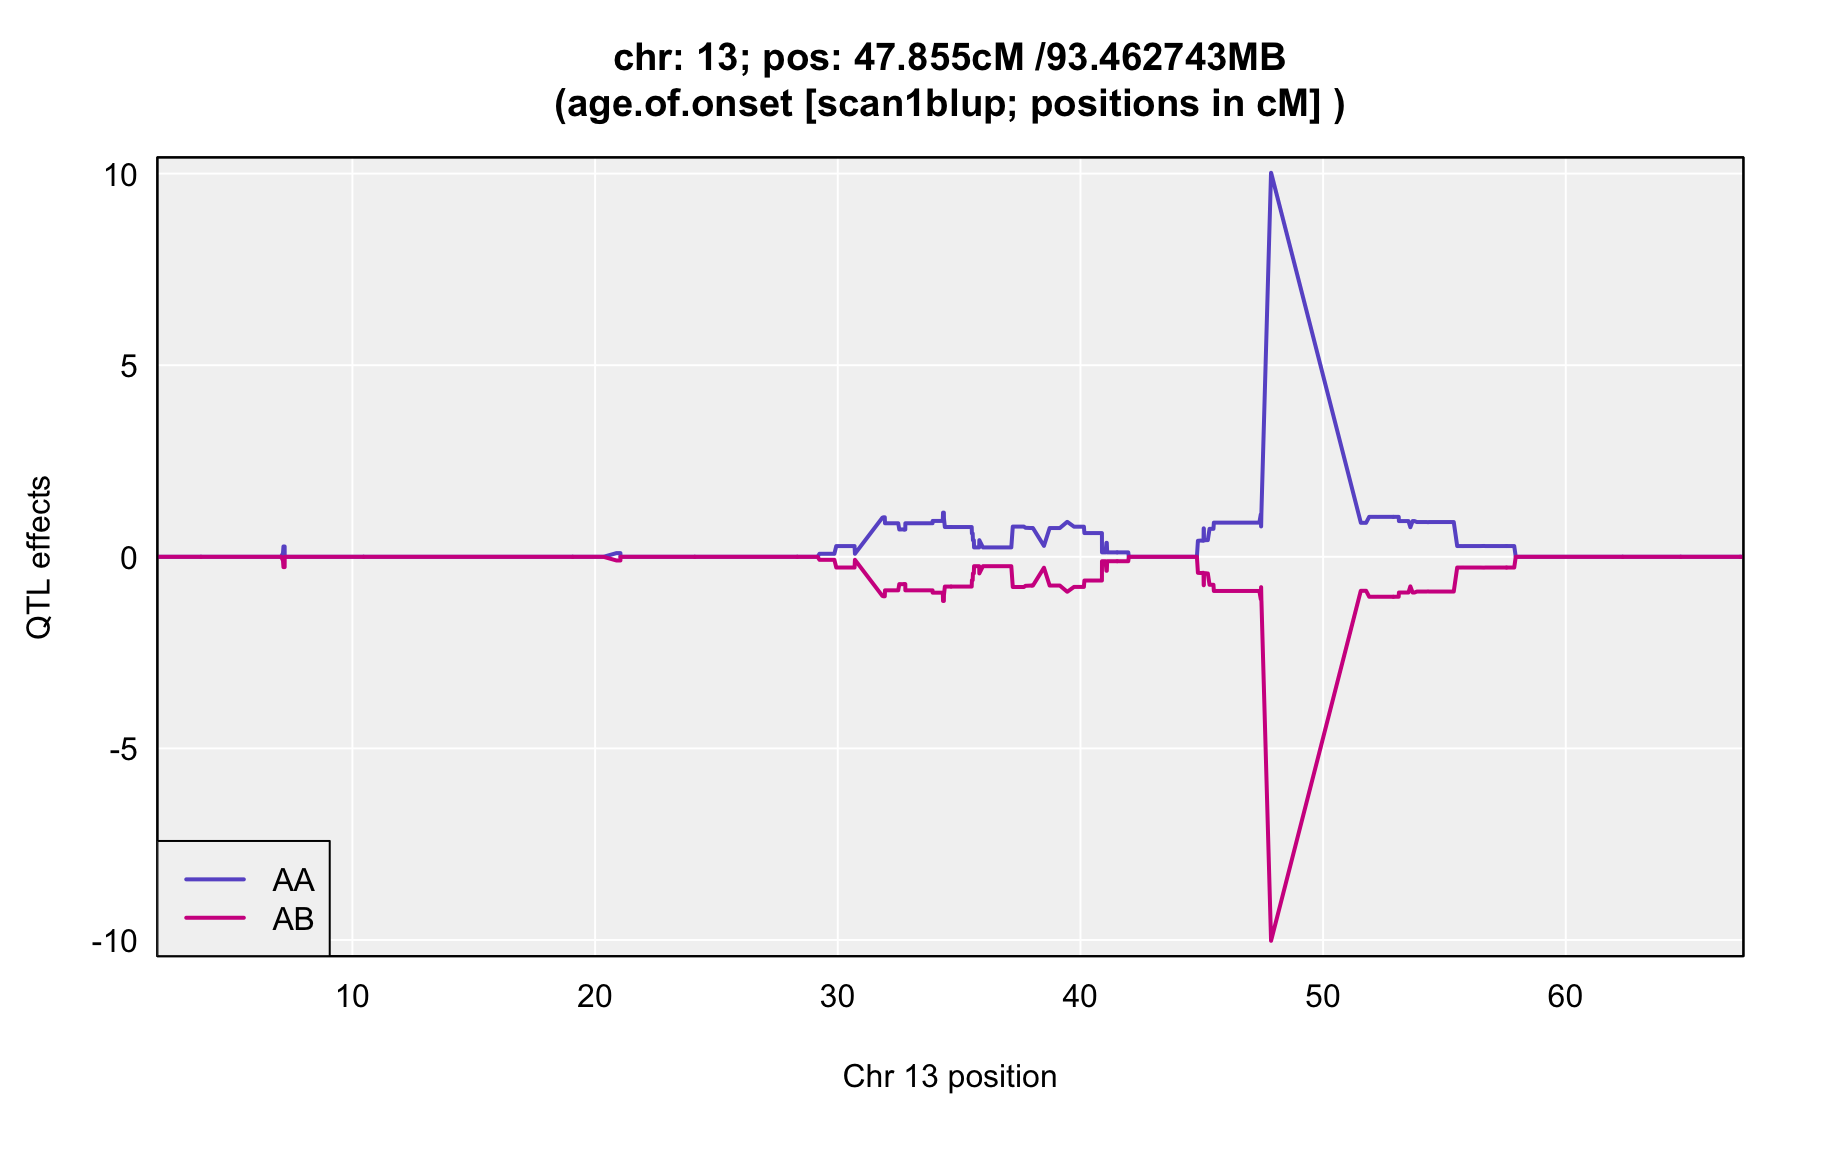 chr: 13; pos: 47.855cM /93.462743MB
(age.of.onset [scan1blup; positions in cM] )
QTL effects
10
5
0
-5
-10
AA
AB
10 20 30 40 50 60
Chr 13 position